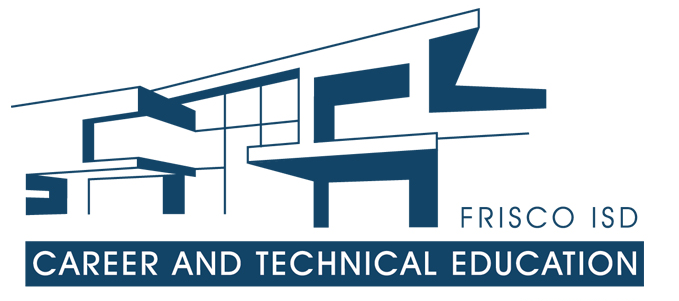 FRISCO ISD
CAREER AND TECHNICAL EDUCATION